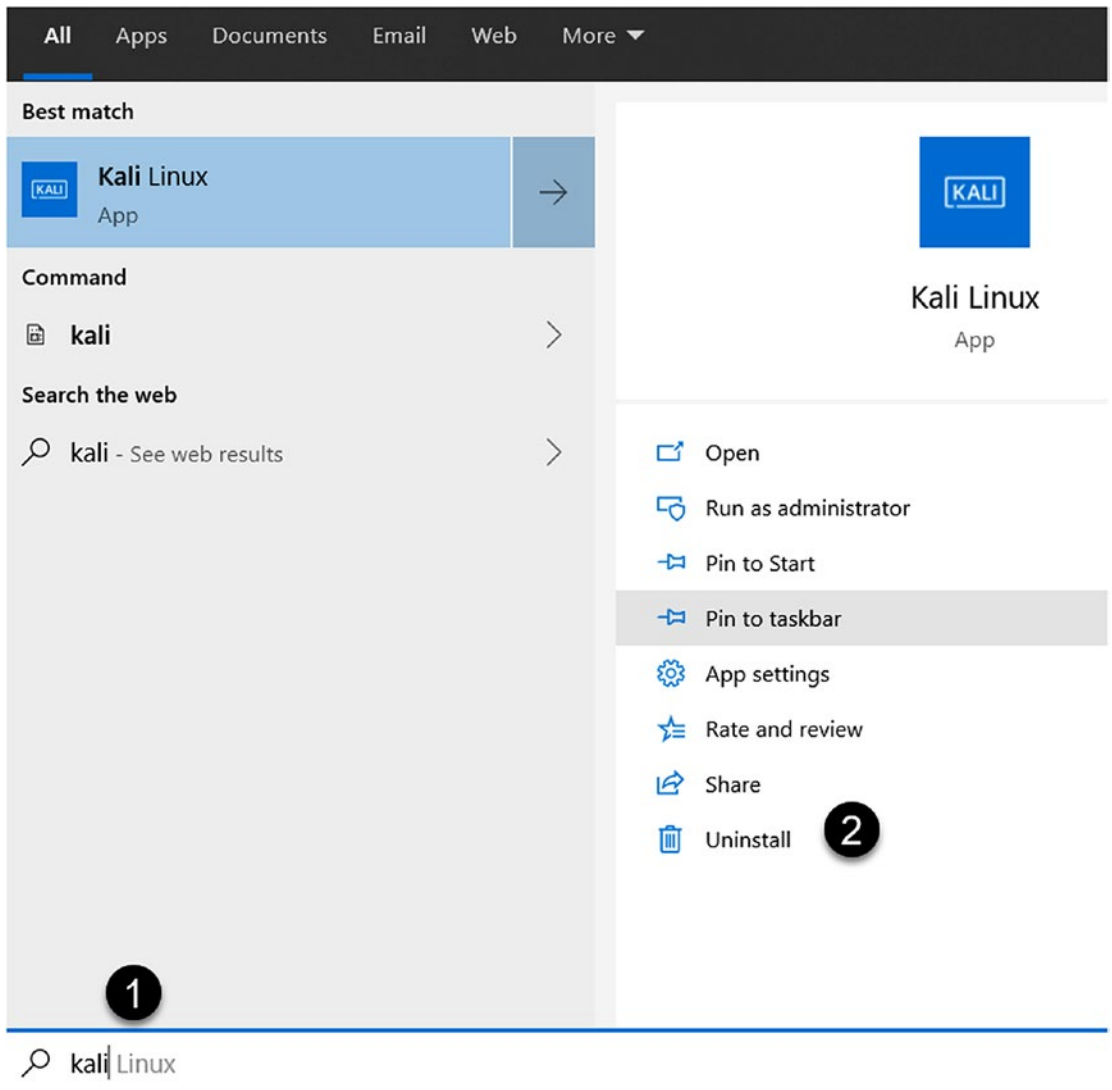 All Apps Documents Email Web More
Best match
KALI
Kali Linux
App
Command
kali
Search the web
kali - See web results
KALI
Kali Linux
App
Open
Run as administrator
Pin to Start
Pin to taskbar
App settings
Rate and review
Share
Uninstall 2
1
kali Linux